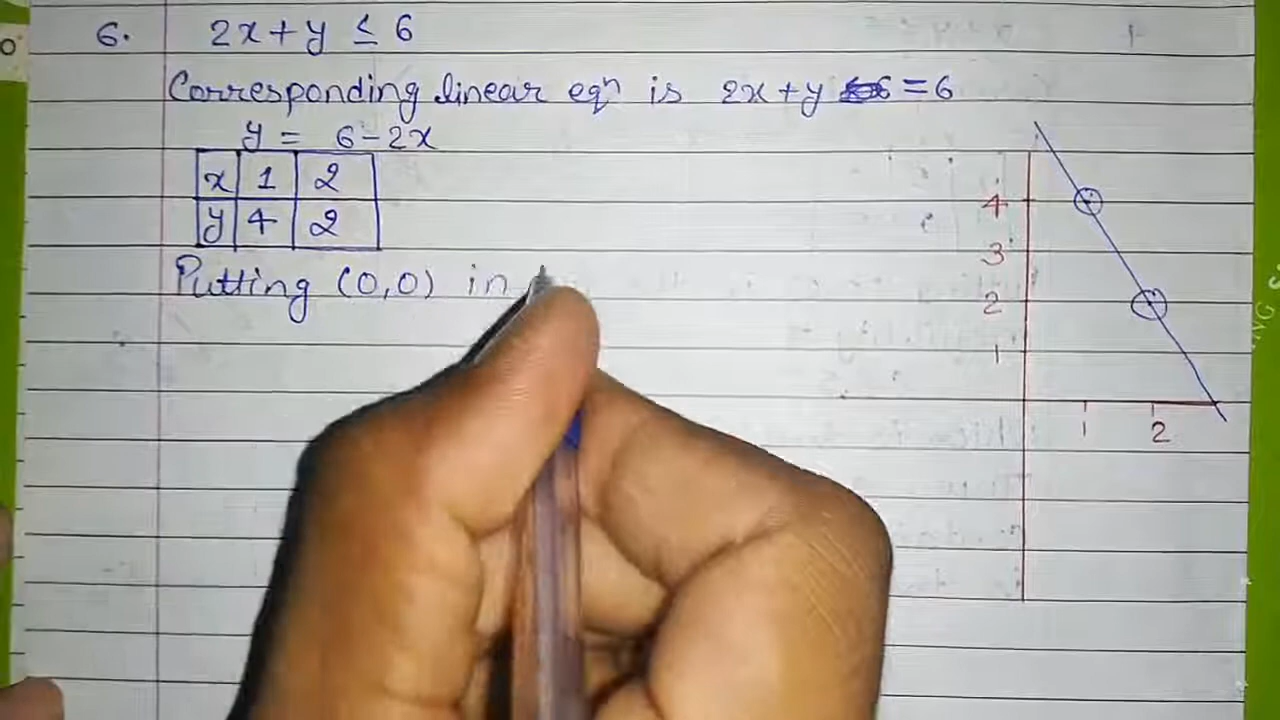 6. 2x+y ≤ 6
Corresponding linear eqⁿ is 2x+y = 6
y = 6-2x
x 1 2
y 4 2
Putting (0,0) in
4
3
2
1
1 2